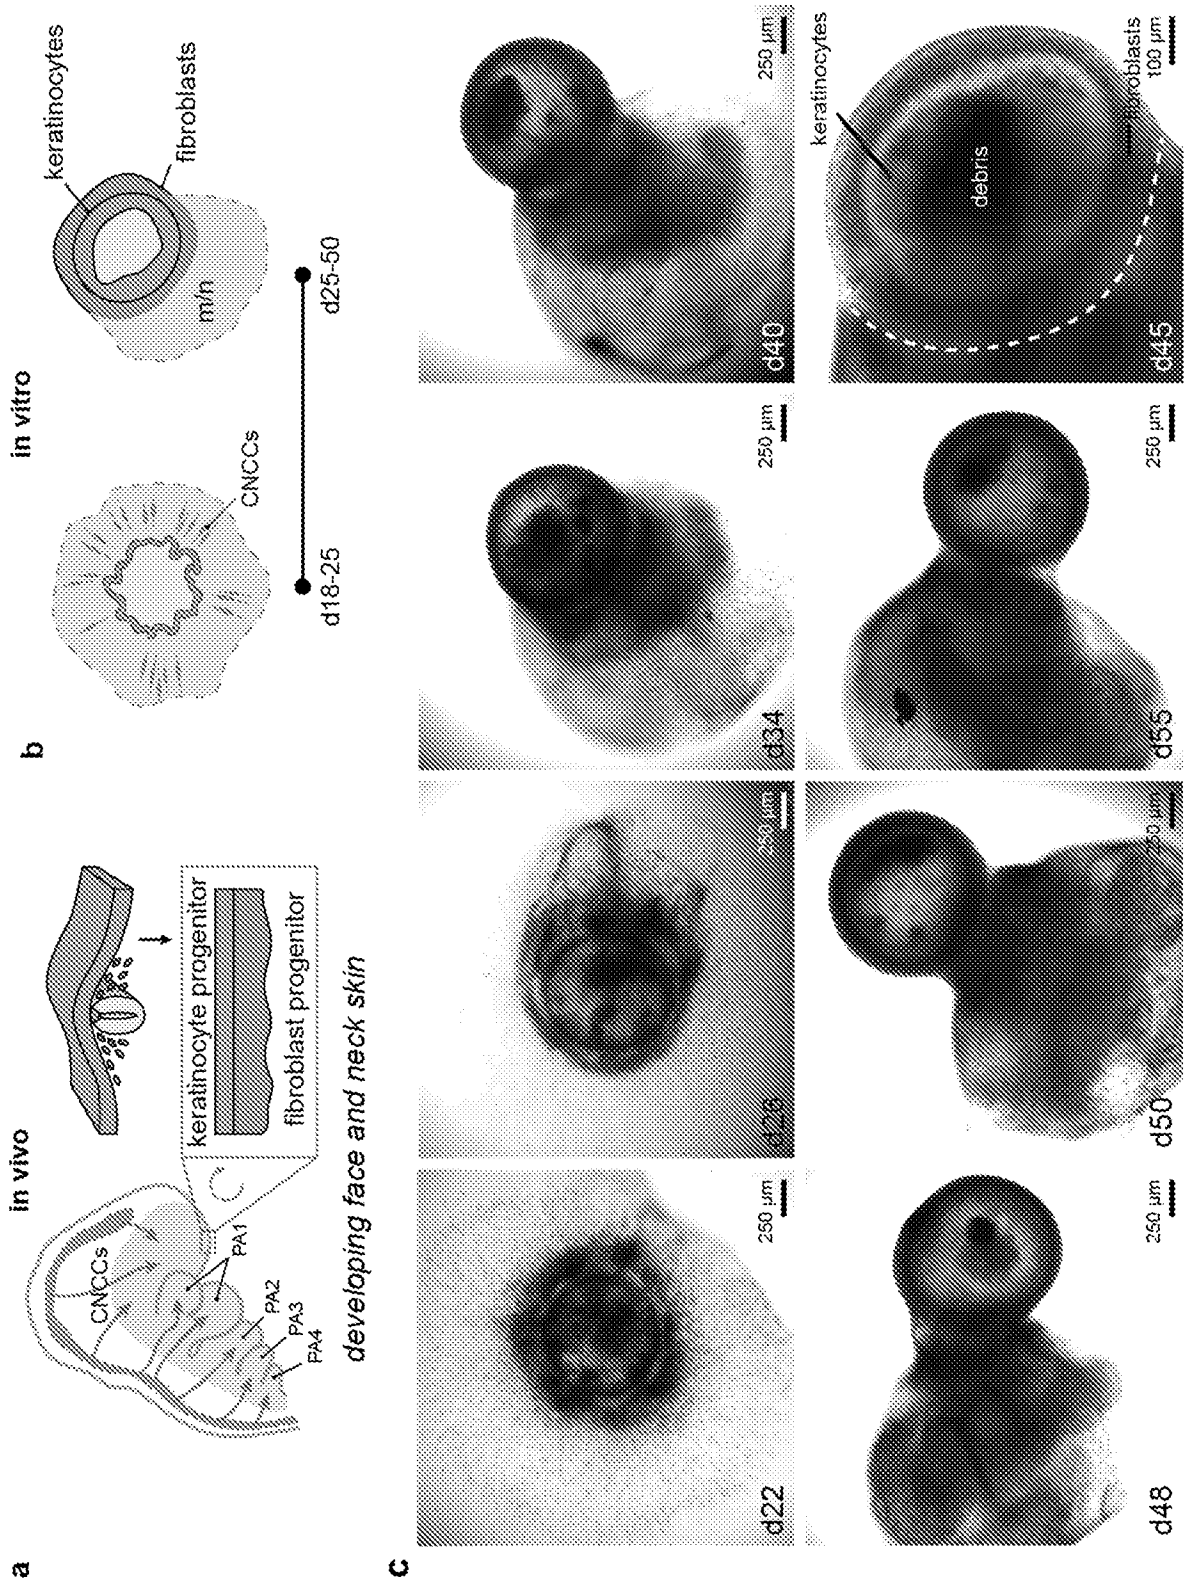 a
in vivo
CNCCs
PA1
PA2
PA3
PA4
keratinocyte progenitor
fibroblast progenitor
developing face and neck skin
b
in vitro
CNCCs
keratinocytes
fibroblasts
m/n
d18-25
d25-50
c
d22
250 µm
250 µm
d34
250 µm
d40
250 µm
d48
250 µm
d50
250 µm
d55
250 µm
keratinocytes
debris
fibroblasts
d45
100 µm